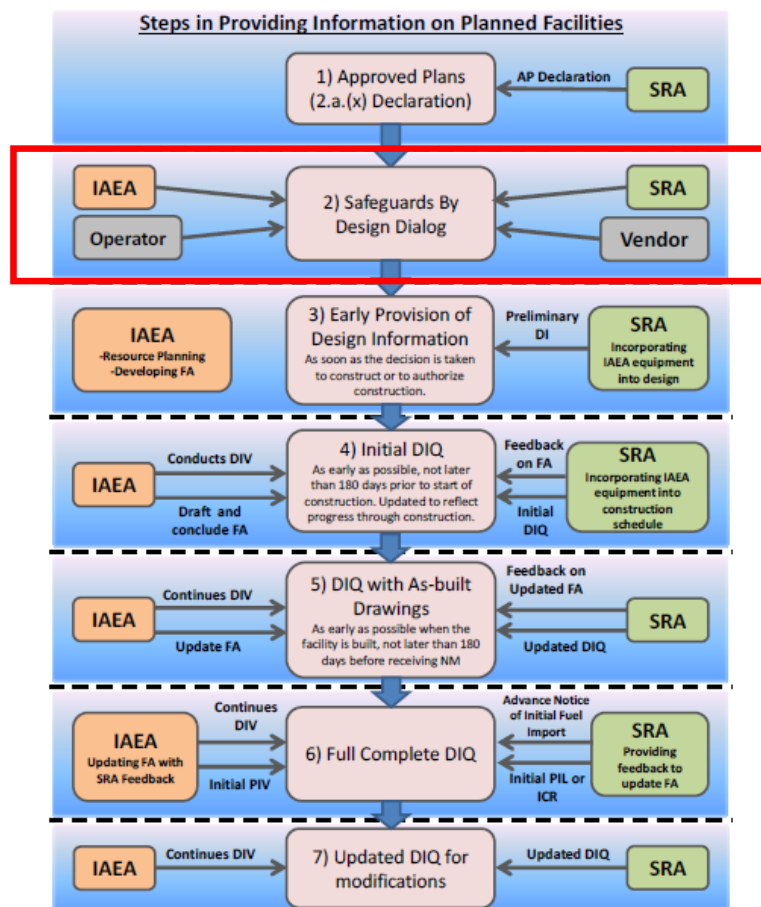 Steps in Providing Information on Planned Facilities
1) Approved Plans
(2.a.(x) Declaration)
AP Declaration
SRA
IAEA
Operator
2) Safeguards By
Design Dialog
SRA
Vendor
IAEA
-Resource Planning
-Developing FA
3) Early Provision of
Design Information
As soon as the decision is taken
to construct or to authorize
construction.
Preliminary
DI
SRA
Incorporating
IAEA equipment
into design
IAEA
Conducts DIV
Draft and
conclude FA
4) Initial DIQ
As early as possible, not later
than 180 days prior to start of
construction. Updated to reflect
progress through construction.
Feedback
on FA
Initial
DIQ
SRA
Incorporating IAEA
equipment into
construction
schedule
IAEA
Continues DIV
Update FA
5) DIQ with As-built
Drawings
As early as possible when the
facility is built, not later than 180
days before receiving NM
Feedback on
Updated FA
Updated DIQ
SRA
IAEA
Updating FA with
SRA Feedback
Continues
DIV
Initial PIV
6) Full Complete DIQ
Advance Notice
of Initial Fuel
Import
Initial PIL or
ICR
SRA
Providing
feedback to
update FA
IAEA
Continues DIV
7) Updated DIQ for
modifications
Updated DIQ
SRA